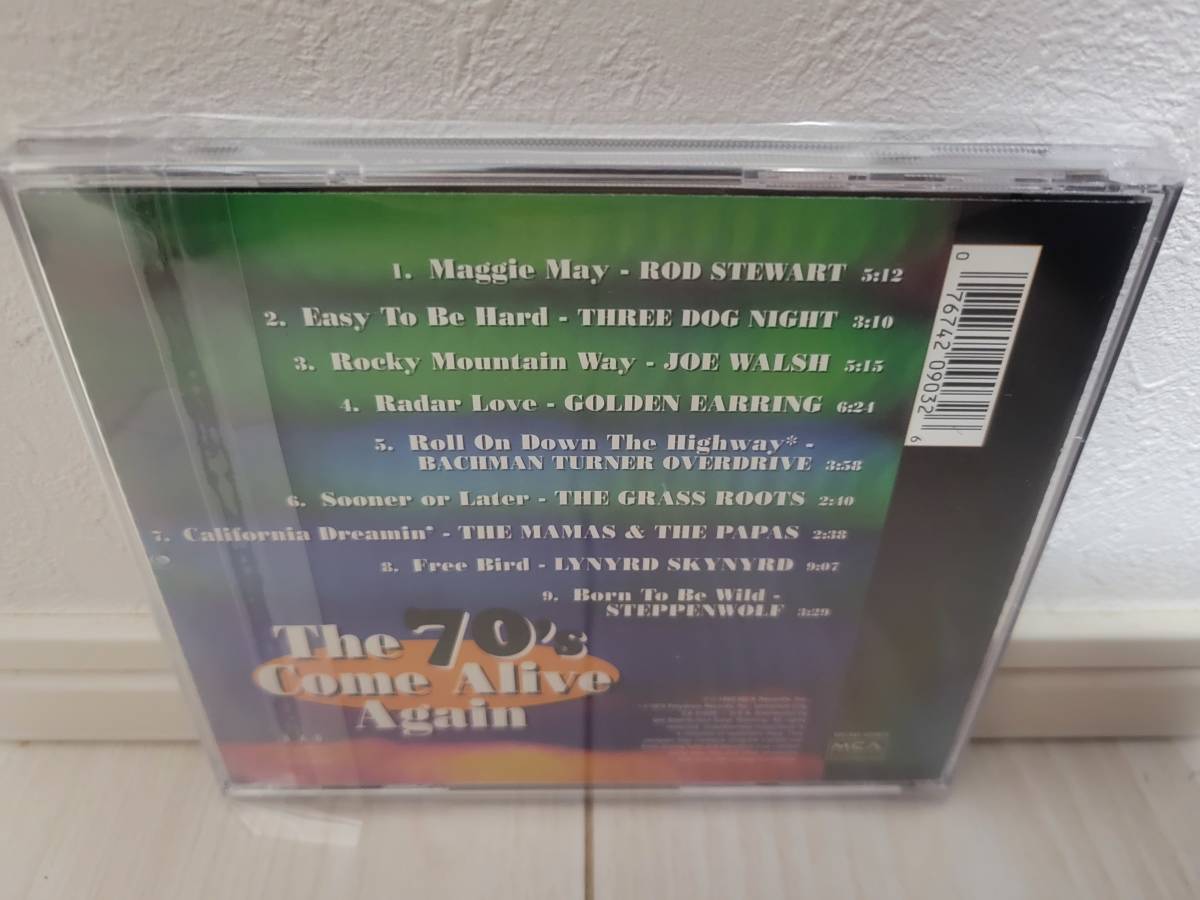 1. Maggie May - ROD STEWART 5:12
2. Easy To Be Hard - THREE DOG NIGHT 3:10
3. Rocky Mountain Way - JOE WALSH 5:15
4. Radar Love - GOLDEN EARRING 6:24
5. Roll On Down The Highway* -
BACHMAN TURNER OVERDRIVE 3:58
6. Sooner or Later - THE GRASS ROOTS 2:40
7. California Dreamin' - THE MAMAS & THE PAPAS 2:38
8. Free Bird - LYNYRD SKYNYRD 9:07
9. Born To Be Wild -
STEPPENWOLF 3:29
The 70's
Come Alive
Again
0 76742 09032 6
MCA